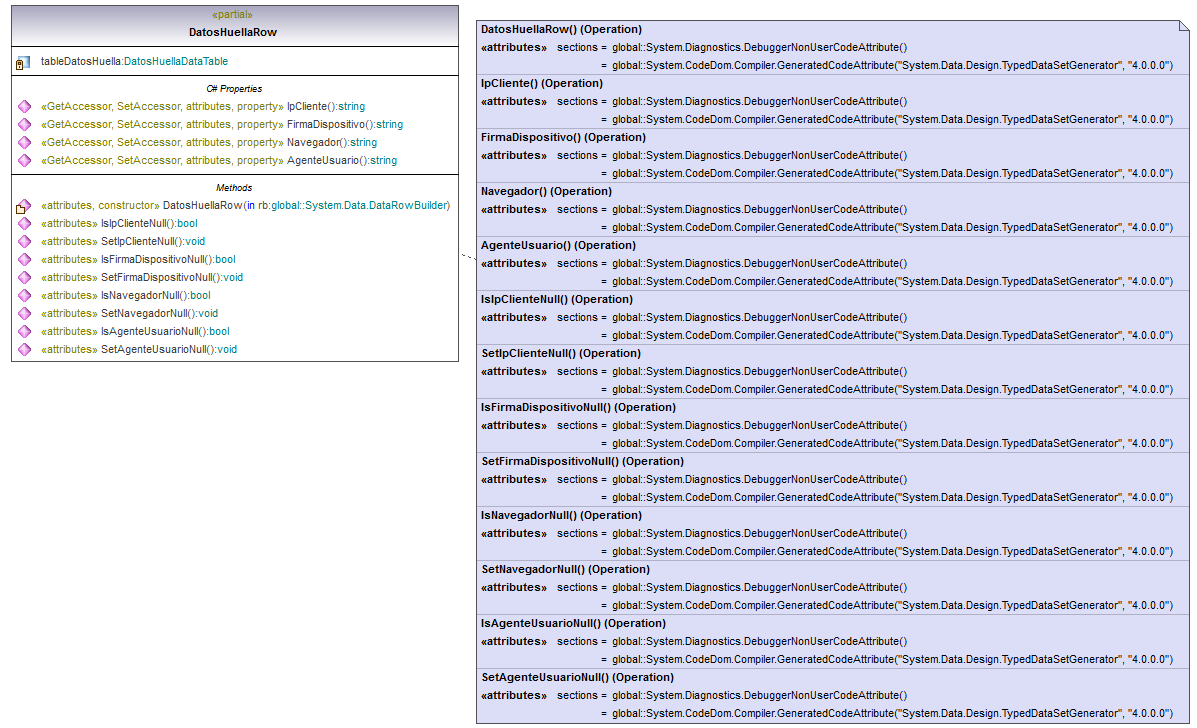 «partial»
DatosHuellaRow
tableDatosHuella:DatosHuellaDataTable
C# Properties
«GetAccessor, SetAccessor, attributes, property» IpCliente():string
«GetAccessor, SetAccessor, attributes, property» FirmaDispositivo():string
«GetAccessor, SetAccessor, attributes, property» Navegador():string
«GetAccessor, SetAccessor, attributes, property» AgenteUsuario():string
Methods
«attributes, constructor» DatosHuellaRow(in rb:global::System.Data.DataRowBuilder)
«attributes» IsIpClienteNull():bool
«attributes» SetIpClienteNull():void
«attributes» IsFirmaDispositivoNull():bool
«attributes» SetFirmaDispositivoNull():void
«attributes» IsNavegadorNull():bool
«attributes» SetNavegadorNull():void
«attributes» IsAgenteUsuarioNull():bool
«attributes» SetAgenteUsuarioNull():void
DatosHuellaRow() (Operation)
«attributes» sections = global::System.Diagnostics.DebuggerNonUserCodeAttribute()
= global::System.CodeDom.Compiler.GeneratedCodeAttribute("System.Data.Design.TypedDataSetGenerator", "4.0.0.0")
IpCliente() (Operation)
«attributes» sections = global::System.Diagnostics.DebuggerNonUserCodeAttribute()
= global::System.CodeDom.Compiler.GeneratedCodeAttribute("System.Data.Design.TypedDataSetGenerator", "4.0.0.0")
FirmaDispositivo() (Operation)
«attributes» sections = global::System.Diagnostics.DebuggerNonUserCodeAttribute()
= global::System.CodeDom.Compiler.GeneratedCodeAttribute("System.Data.Design.TypedDataSetGenerator", "4.0.0.0")
Navegador() (Operation)
«attributes» sections = global::System.Diagnostics.DebuggerNonUserCodeAttribute()
= global::System.CodeDom.Compiler.GeneratedCodeAttribute("System.Data.Design.TypedDataSetGenerator", "4.0.0.0")
AgenteUsuario() (Operation)
«attributes» sections = global::System.Diagnostics.DebuggerNonUserCodeAttribute()
= global::System.CodeDom.Compiler.GeneratedCodeAttribute("System.Data.Design.TypedDataSetGenerator", "4.0.0.0")
IsIpClienteNull() (Operation)
«attributes» sections = global::System.Diagnostics.DebuggerNonUserCodeAttribute()
= global::System.CodeDom.Compiler.GeneratedCodeAttribute("System.Data.Design.TypedDataSetGenerator", "4.0.0.0")
SetIpClienteNull() (Operation)
«attributes» sections = global::System.Diagnostics.DebuggerNonUserCodeAttribute()
= global::System.CodeDom.Compiler.GeneratedCodeAttribute("System.Data.Design.TypedDataSetGenerator", "4.0.0.0")
IsFirmaDispositivoNull() (Operation)
«attributes» sections = global::System.Diagnostics.DebuggerNonUserCodeAttribute()
= global::System.CodeDom.Compiler.GeneratedCodeAttribute("System.Data.Design.TypedDataSetGenerator", "4.0.0.0")
SetFirmaDispositivoNull() (Operation)
«attributes» sections = global::System.Diagnostics.DebuggerNonUserCodeAttribute()
= global::System.CodeDom.Compiler.GeneratedCodeAttribute("System.Data.Design.TypedDataSetGenerator", "4.0.0.0")
IsNavegadorNull() (Operation)
«attributes» sections = global::System.Diagnostics.DebuggerNonUserCodeAttribute()
= global::System.CodeDom.Compiler.GeneratedCodeAttribute("System.Data.Design.TypedDataSetGenerator", "4.0.0.0")
SetNavegadorNull() (Operation)
«attributes» sections = global::System.Diagnostics.DebuggerNonUserCodeAttribute()
= global::System.CodeDom.Compiler.GeneratedCodeAttribute("System.Data.Design.TypedDataSetGenerator", "4.0.0.0")
IsAgenteUsuarioNull() (Operation)
«attributes» sections = global::System.Diagnostics.DebuggerNonUserCodeAttribute()
= global::System.CodeDom.Compiler.GeneratedCodeAttribute("System.Data.Design.TypedDataSetGenerator", "4.0.0.0")
SetAgenteUsuarioNull() (Operation)
«attributes» sections = global::System.Diagnostics.DebuggerNonUserCodeAttribute()
= global::System.CodeDom.Compiler.GeneratedCodeAttribute("System.Data.Design.TypedDataSetGenerator", "4.0.0.0")